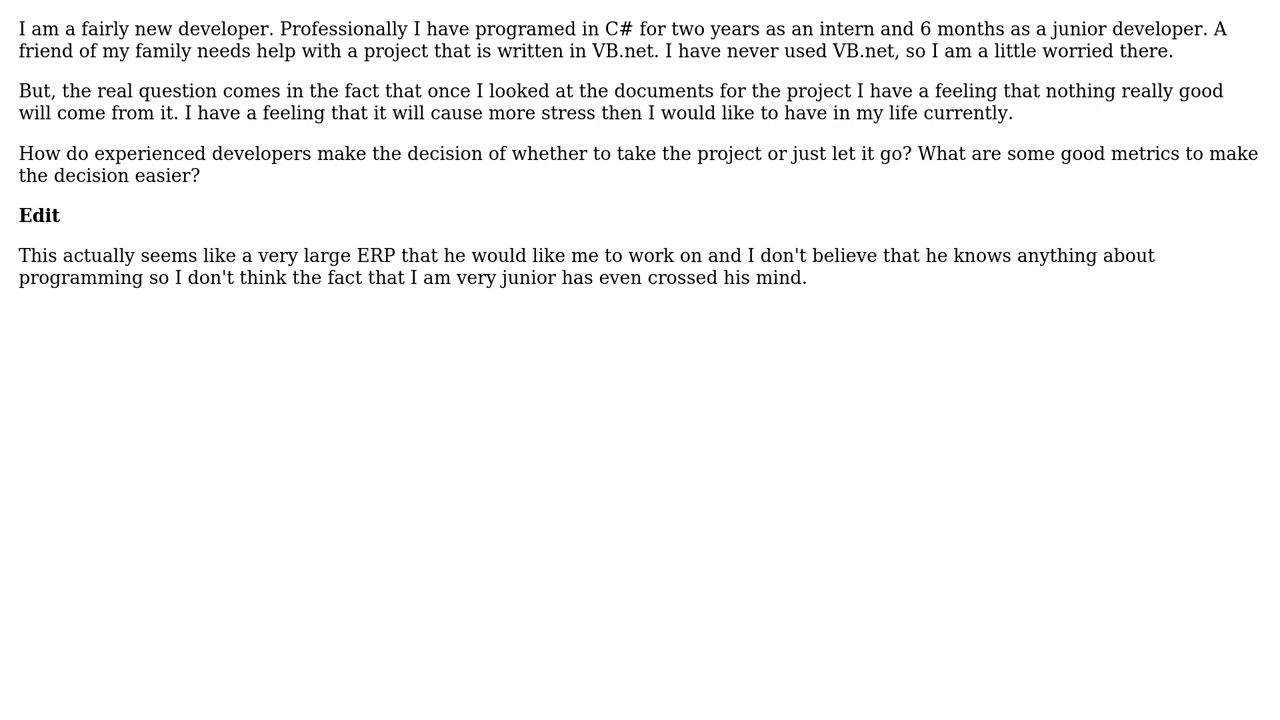 I am a fairly new developer. Professionally I have programed in C# for two years as an intern and 6 months as a junior developer. A
friend of my family needs help with a project that is written in VB.net. I have never used VB.net, so I am a little worried there.
But, the real question comes in the fact that once I looked at the documents for the project I have a feeling that nothing really good
will come from it. I have a feeling that it will cause more stress then I would like to have in my life currently.
How do experienced developers make the decision of whether to take the project or just let it go? What are some good metrics to make
the decision easier?
Edit
This actually seems like a very large ERP that he would like me to work on and I don't believe that he knows anything about
programming so I don't think the fact that I am very junior has even crossed his mind.